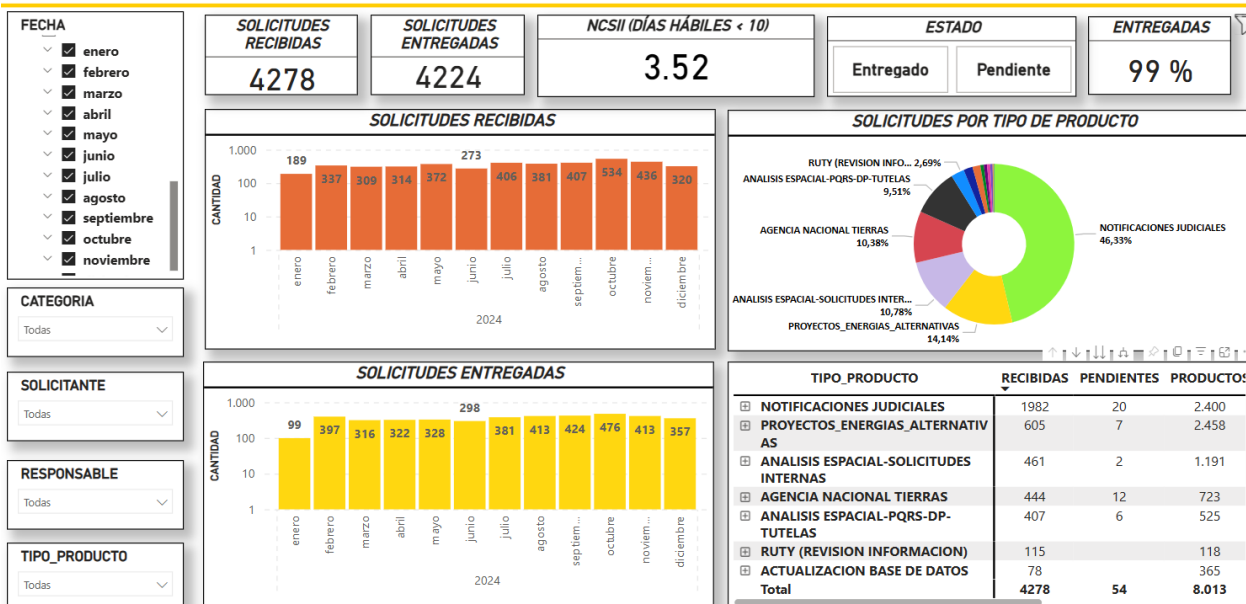 FECHA
enero
febrero
marzo
abril
mayo
junio
julio
agosto
septiembre
octubre
noviembre
CATEGORIA
Todas
SOLICITANTE
Todas
RESPONSABLE
Todas
TIPO_PRODUCTO
Todas
SOLICITUDES
RECIBIDAS
4278
SOLICITUDES
ENTREGADAS
4224
NCSII (DÍAS HÁBILES < 10)
3.52
ESTADO
Entregado
Pendiente
ENTREGADAS
99 %
SOLICITUDES RECIBIDAS
CANTIDAD
1.000
100
10
1
189 337 309 314 372 273 406 381 407 534 436 320
enero febrero marzo abril mayo junio julio agosto septiem... octubre noviem... diciembre
2024
SOLICITUDES POR TIPO DE PRODUCTO
RUTY (REVISION INFO... 2,69%
ANALISIS ESPACIAL-PQRS-DP-TUTELAS
9,51%
AGENCIA NACIONAL TIERRAS
10,38%
ANALISIS ESPACIAL-SOLICITUDES INTER...
10,78%
PROYECTOS_ENERGIAS_ALTERNATIVAS
14,14%
NOTIFICACIONES JUDICIALES
46,33%
SOLICITUDES ENTREGADAS
CANTIDAD
1.000
100
10
1
99 397 316 322 328 298 381 413 424 476 413 357
enero febrero marzo abril mayo junio julio agosto septiem... octubre noviem... diciembre
2024
TIPO_PRODUCTO RECIBIDAS PENDIENTES PRODUCTOS
NOTIFICACIONES JUDICIALES 1982 20 2.400
PROYECTOS_ENERGIAS_ALTERNATIV 605 7 2.458
AS
ANALISIS ESPACIAL-SOLICITUDES 461 2 1.191
INTERNAS
AGENCIA NACIONAL TIERRAS 444 12 723
ANALISIS ESPACIAL-PQRS-DP- 407 6 525
TUTELAS
RUTY (REVISION INFORMACION) 115 118
ACTUALIZACION BASE DE DATOS 78 365
Total 4278 54 8.013